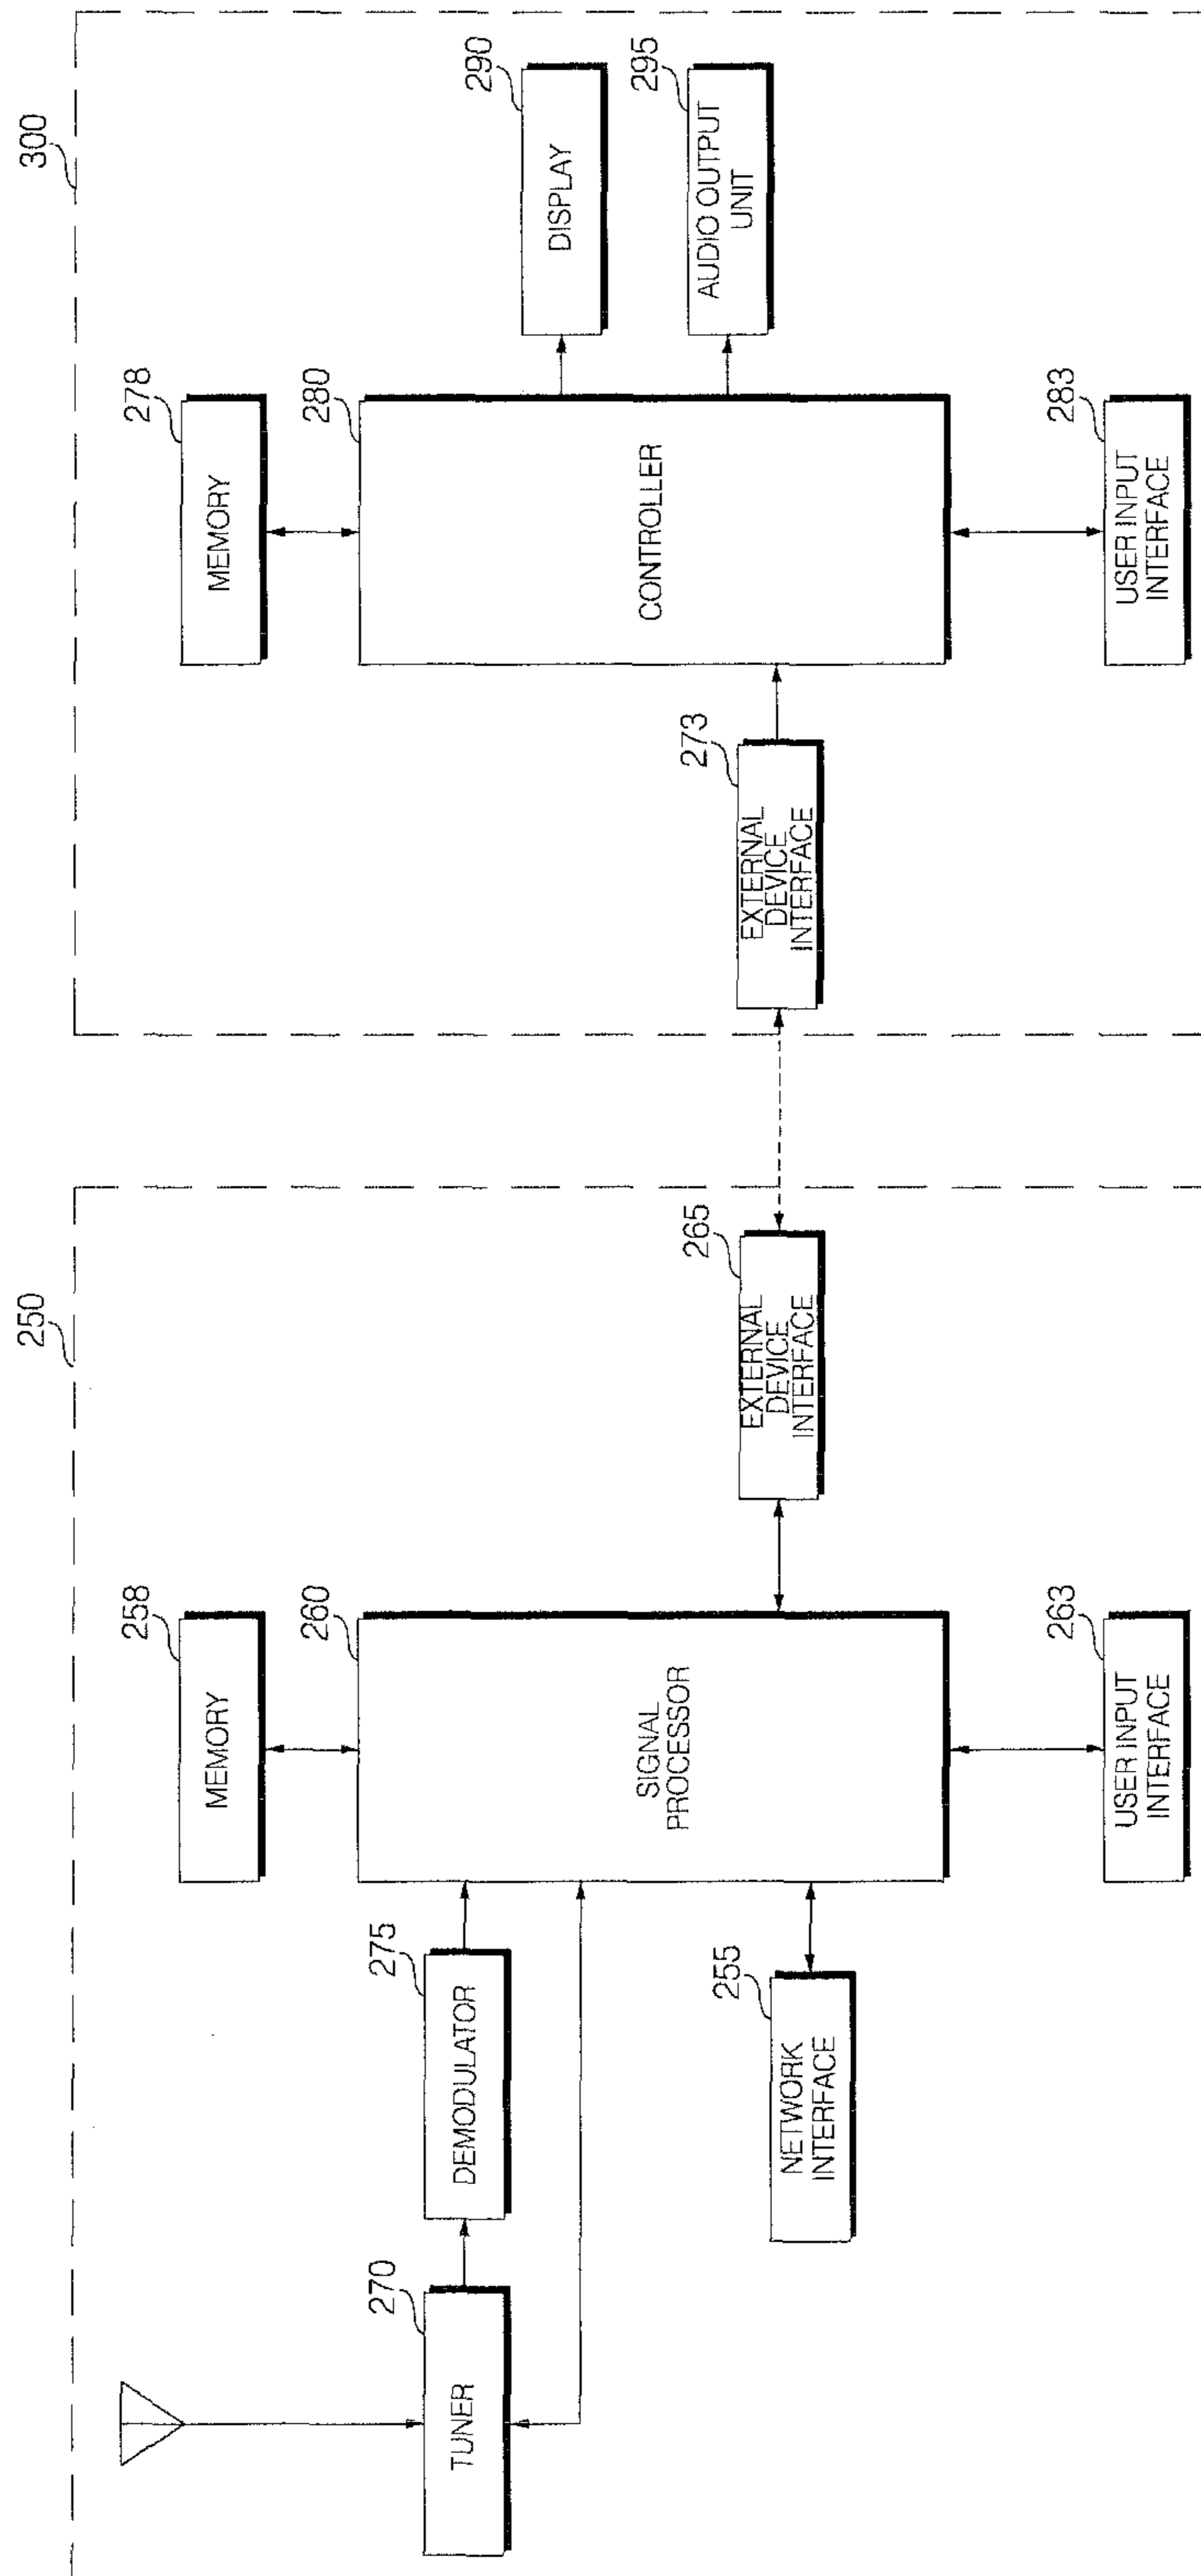 250
300
258
MEMORY
278
MEMORY
270
TUNER
275
DEMODULATOR
260
SIGNAL
PROCESSOR
280
CONTROLLER
290
DISPLAY
295
AUDIO OUTPUT
UNIT
265
EXTERNAL
DEVICE
INTERFACE
273
EXTERNAL
DEVICE
INTERFACE
255
NETWORK
INTERFACE
263
USER INPUT
INTERFACE
283
USER INPUT
INTERFACE